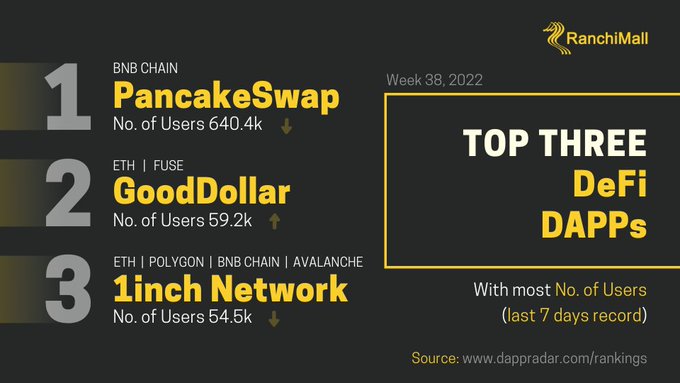 RanchiMall
Week 38, 2022
TOP THREE
DeFi
DAPPs
With most No. of Users
(last 7 days record)
1
BNB CHAIN
PancakeSwap
No. of Users 640.4k
2
ETH | FUSE
GoodDollar
No. of Users 59.2k
3
ETH | POLYGON | BNB CHAIN | AVALANCHE
1inch Network
No. of Users 54.5k
Source: www.dappradar.com/rankings